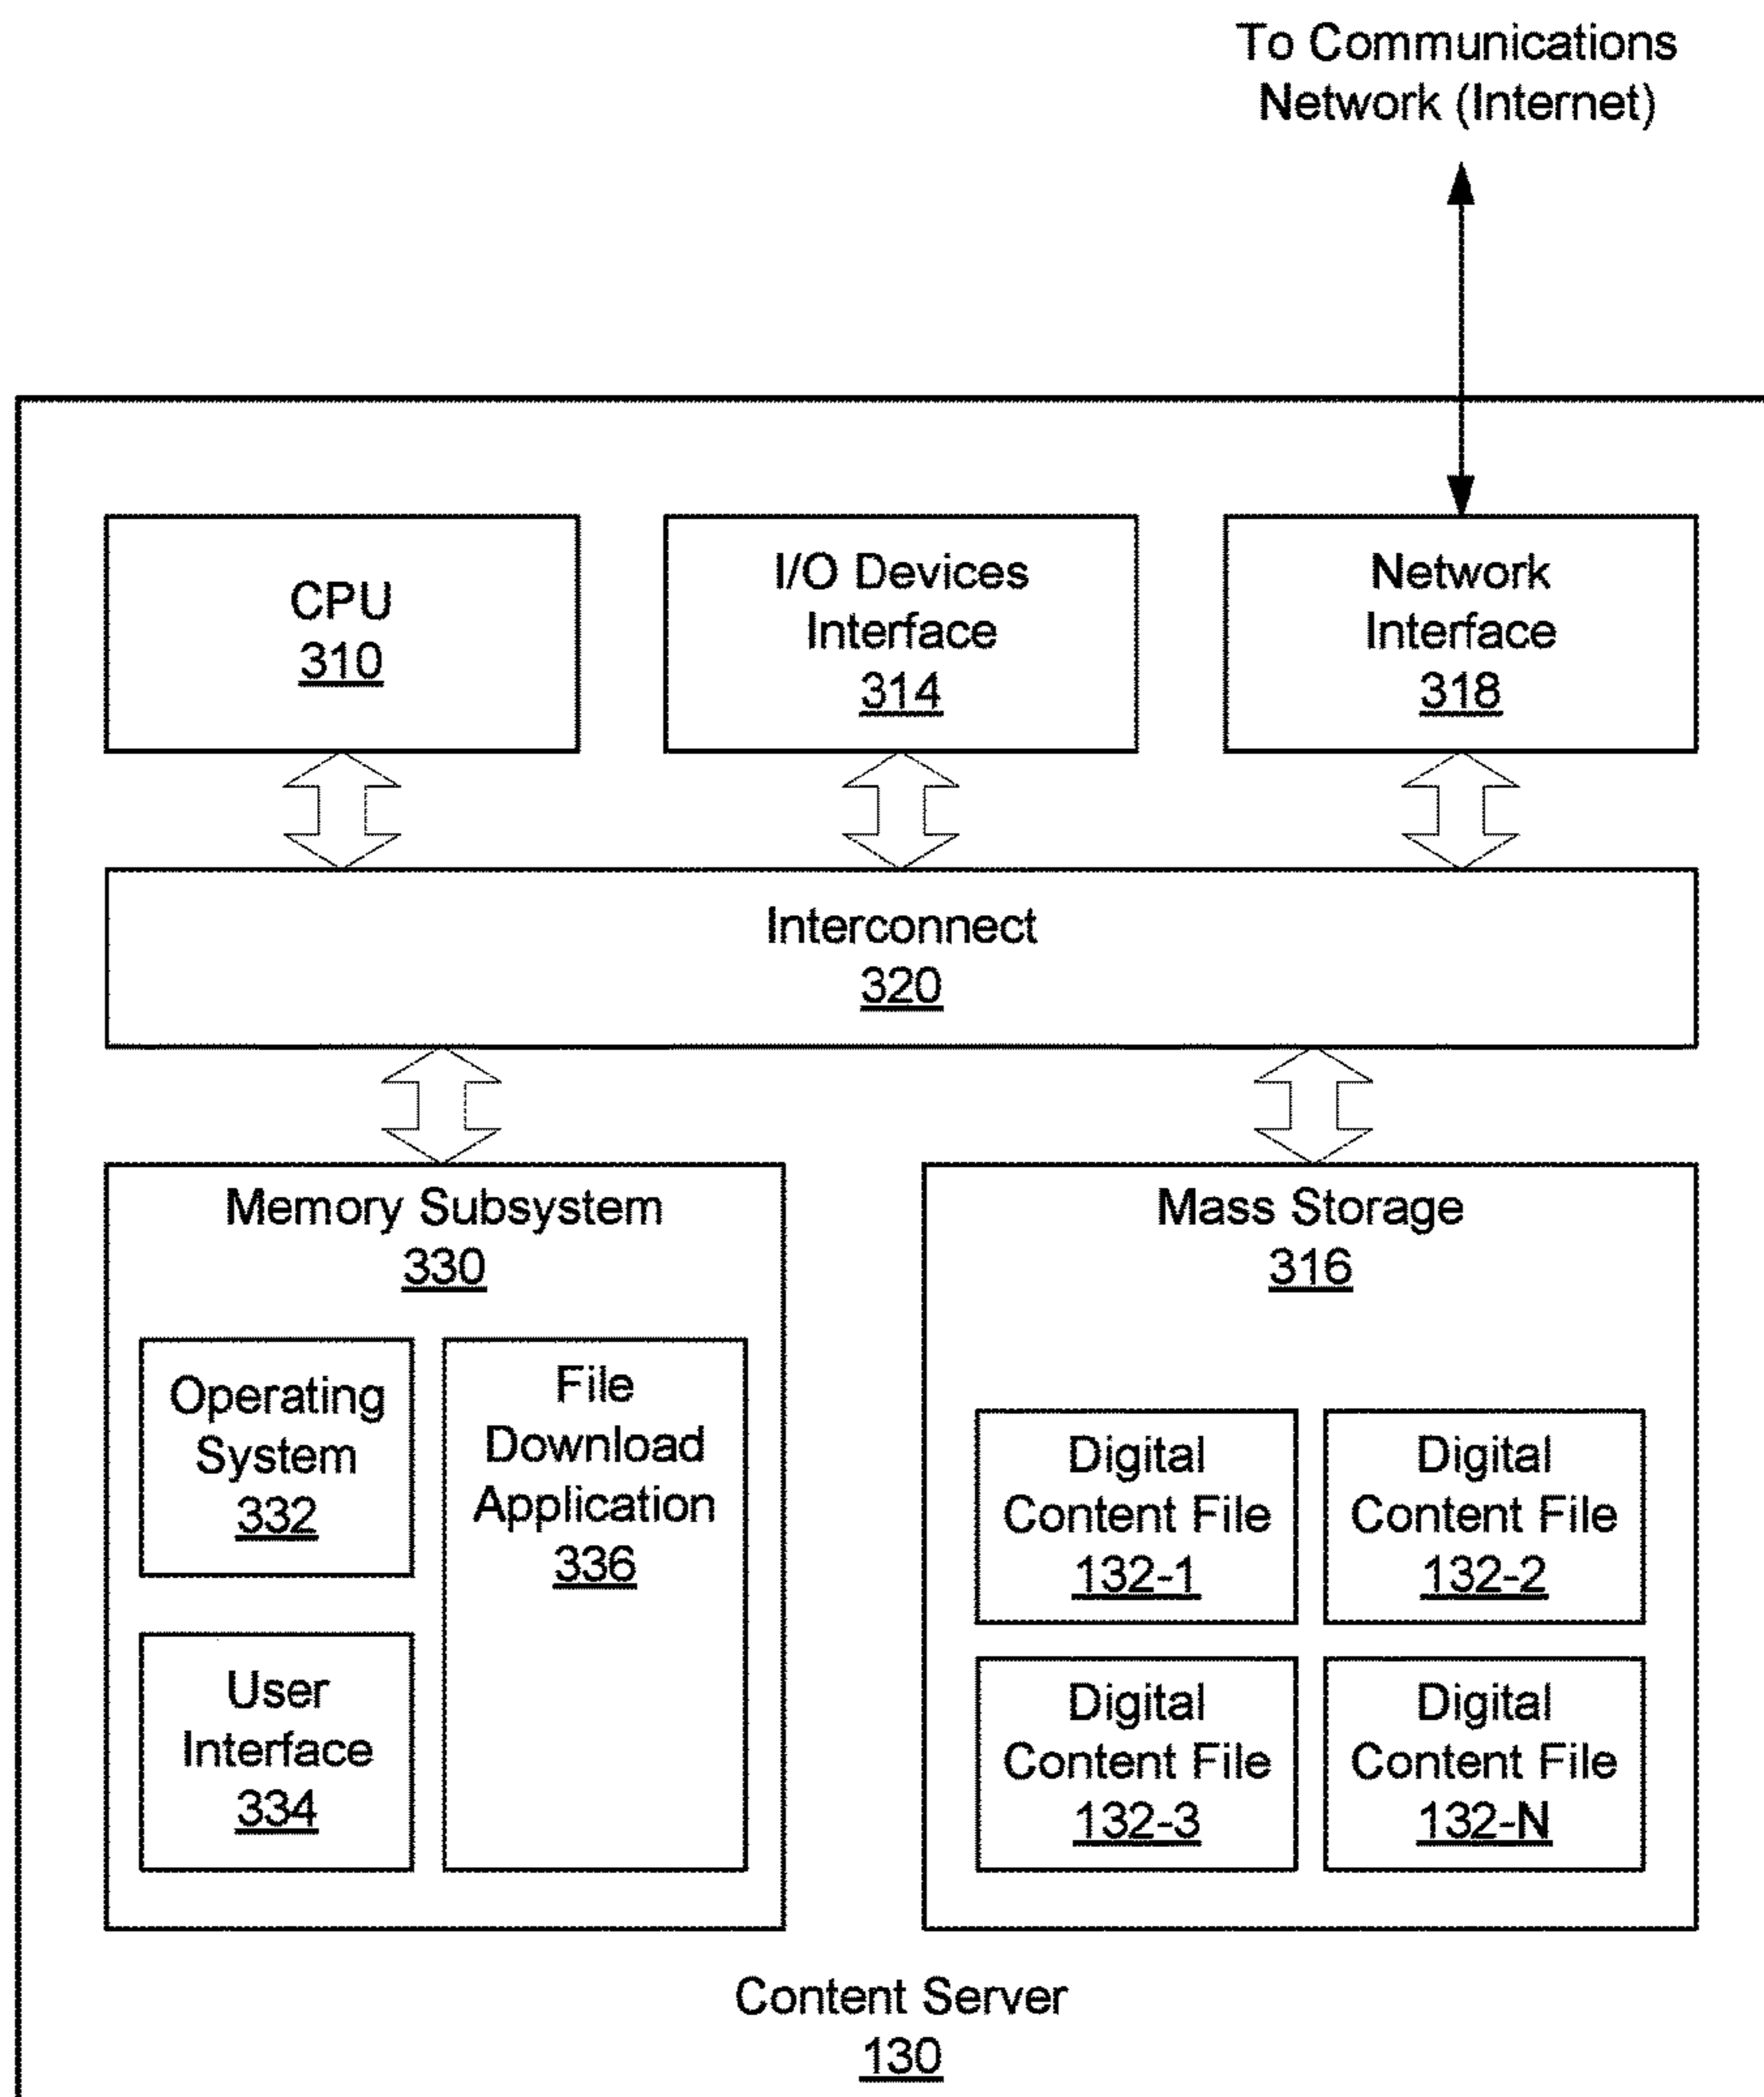 To Communications
Network (Internet)
CPU
310
I/O Devices
Interface
314
Network
Interface
318
Interconnect
320
Memory Subsystem
330
Operating
System
332
User
Interface
334
File
Download
Application
336
Mass Storage
316
Digital
Content File
132-1
Digital
Content File
132-2
Digital
Content File
132-3
Digital
Content File
132-N
Content Server
130